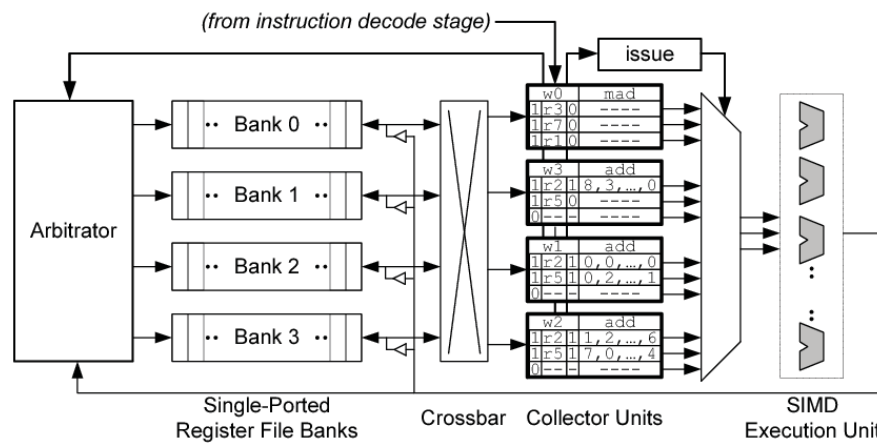 (from instruction decode stage)
issue
Arbitrator
Bank 0
Bank 1
Bank 2
Bank 3
w0 mad
1 r3 0 ----
1 r7 0 ----
1 r1 0 ----
w3 add
1 r2 1 8,3,…,0
1 r5 0 ----
0 -- - ----
w1 add
1 r2 1 0,0,…,0
1 r5 1 0,2,…,1
0 -- - ----
w2 add
1 r2 1 1,2,…,6
1 r5 1 7,0,…,4
0 -- - ----
Single-Ported
Register File Banks
Crossbar
Collector Units
SIMD
Execution Unit